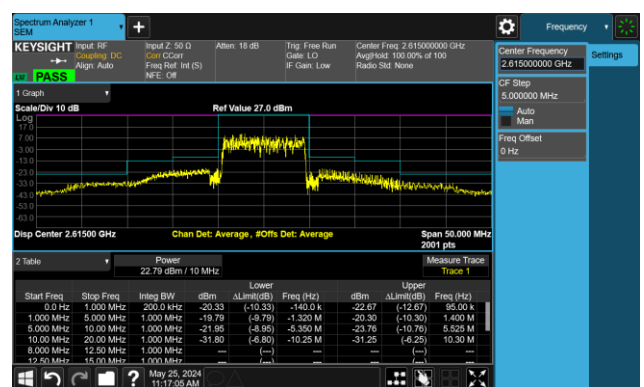 Spectrum Analyzer 1
SEM
+
Frequency
KEYSIGHT
Input: RF
Coupling: DC
Align: Auto
Input Z: 50 Ω
Corr CCorr
Freq Ref: Int (S)
NFE: Off
Atten: 18 dB
Trig: Free Run
Gate: LO
IF Gain: Low
Center Freq: 2.615000000 GHz
Avg|Hold: 100.00% of 100
Radio Std: None
PASS
Center Frequency
2.615000000 GHz
Settings
CF Step
5.000000 MHz
Auto
Man
Freq Offset
0 Hz
1 Graph
Scale/Div 10 dB
Ref Value 27.0 dBm
Log
17.0
7.00
-3.00
-13.0
-23.0
-33.0
-43.0
-53.0
-63.0
Disp Center 2.61500 GHz
Chan Det: Average, #Offs Det: Average
Span 50.000 MHz
2001 pts
2 Table
Power
22.79 dBm / 10 MHz
Measure Trace
Trace 1
Lower Upper
Start Freq Stop Freq Integ BW dBm ΔLimit(dB) Freq (Hz) dBm ΔLimit(dB) Freq (Hz)
0.0 Hz 1.000 MHz 200.0 kHz -20.33 (-10.33) -140.0 k -22.67 (-12.67) 95.00 k
1.000 MHz 5.000 MHz 1.000 MHz -19.79 (-9.79) -1.320 M -20.30 (-10.30) 1.400 M
5.000 MHz 10.00 MHz 1.000 MHz -21.95 (-8.95) -5.350 M -23.76 (-10.76) 5.525 M
10.00 MHz 20.00 MHz 1.000 MHz -31.80 (-6.80) -10.25 M -31.25 (-6.25) 10.30 M
8.000 MHz 12.50 MHz 1.000 MHz --- (---) --- --- (---) ---
12.50 MHz 15.00 MHz 1.000 MHz --- (---) --- --- (---) ---
?
May 25, 2024
11:17:05 AM